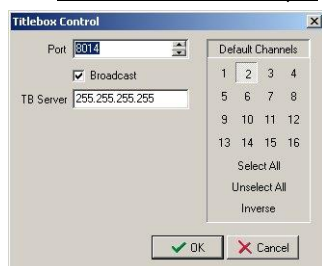 Titlebox Control
Port 8014
Default Channels
Broadcast
TB Server 255.255.255.255
1 2 3 4
5 6 7 8
9 10 11 12
13 14 15 16
Select All
Unselect All
Inverse
OK Cancel